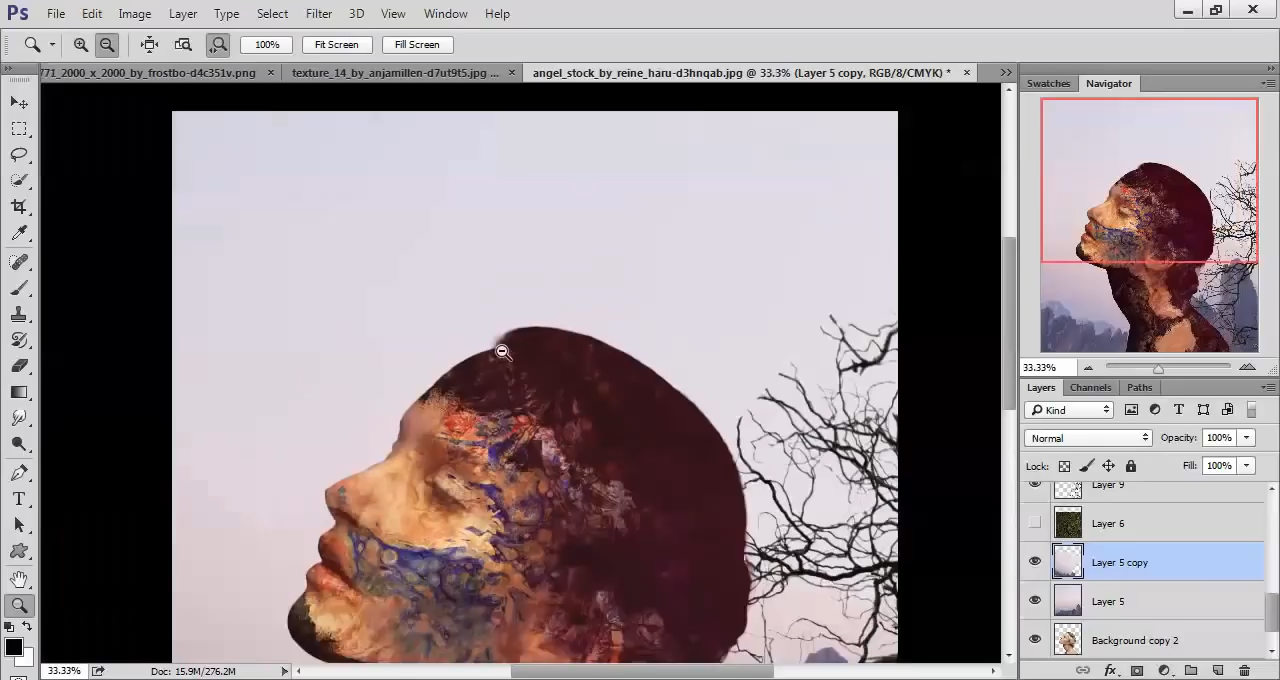 Ps File Edit Image Layer Type Select Filter 3D View Window Help
100% Fit Screen Fill Screen
771_2000_x_2000_by_frostbo-d4c351v.png × texture_14_by_anjamillen-d7ut9t5.jpg ... × angel_stock_by_reine_haru-d3hnqab.jpg @ 33.3% (Layer 5 copy, RGB/8/CMYK) * ×
Swatches Navigator
33.33%
Layers Channels Paths
Kind
Normal Opacity: 100%
Lock: Fill: 100%
Layer 9
Layer 6
Layer 5 copy
Layer 5
Background copy 2
33.33% Doc: 15.9M/276.2M